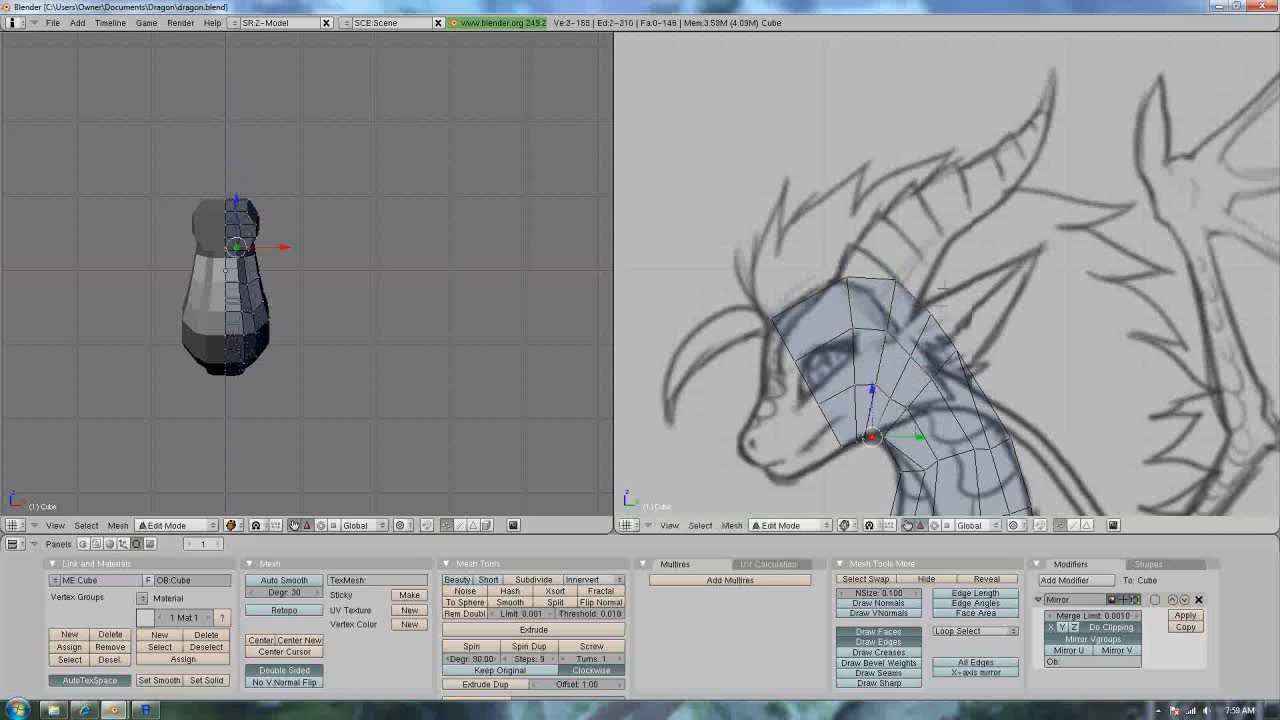 Blender [C:\Users\Owner\Documents\Dragon\dragon.blend]
File Add Timeline Game Render Help SR:2-Model X SCE:Scene X www.blender.org 249.2 Ve:3-163 | Ed:2-310 | Fa:0-146 | Mem:3.59M (4.09M) Cube
(1) Cube
(1) Cube
View Select Mesh Edit Mode Global
View Select Mesh Edit Mode Global
Panels 1
Link and Materials
ME:Cube F OB:Cube
Vertex Groups
Material
1 Mat 1 ?
New Delete New Delete
Assign Remove Select Deselect
Select Desel. Assign
AutoTexSpace Set Smooth Set Solid
Mesh
Auto Smooth
Degr: 30
Retopo
Center Center New
Center Cursor
Double Sided
No V.Normal Flip
TexMesh:
Sticky Make
UV Texture New
Vertex Color New
Mesh Tools
Beauty Short Subdivide Innervert
Noise Hash Xsort Fractal
To Sphere Smooth Split Flip Normal
Rem Doubl Limit: 0.001 Threshold: 0.010
Extrude
Spin Spin Dup Screw
Degr: 90.00 Steps: 9 Turns: 1
Keep Original Clockwise
Extrude Dup Offset: 1.00
Multires UV Calculation
Add Multires
Mesh Tools More
Select Swap Hide Reveal
NSize: 0.100
Draw Normals
Draw VNormals
Edge Length
Edge Angles
Face Area
Draw Faces
Draw Edges
Draw Creases
Draw Bevel Weights
Draw Seams
Draw Sharp
Loop Select
All Edges
X-axis mirror
Modifiers Shapes
Add Modifier To: Cube
Mirror
Merge Limit: 0.0010
X Y Z Do Clipping
Mirror Vgroups
Mirror U Mirror V
Ob:
Apply
Copy
7:59 AM